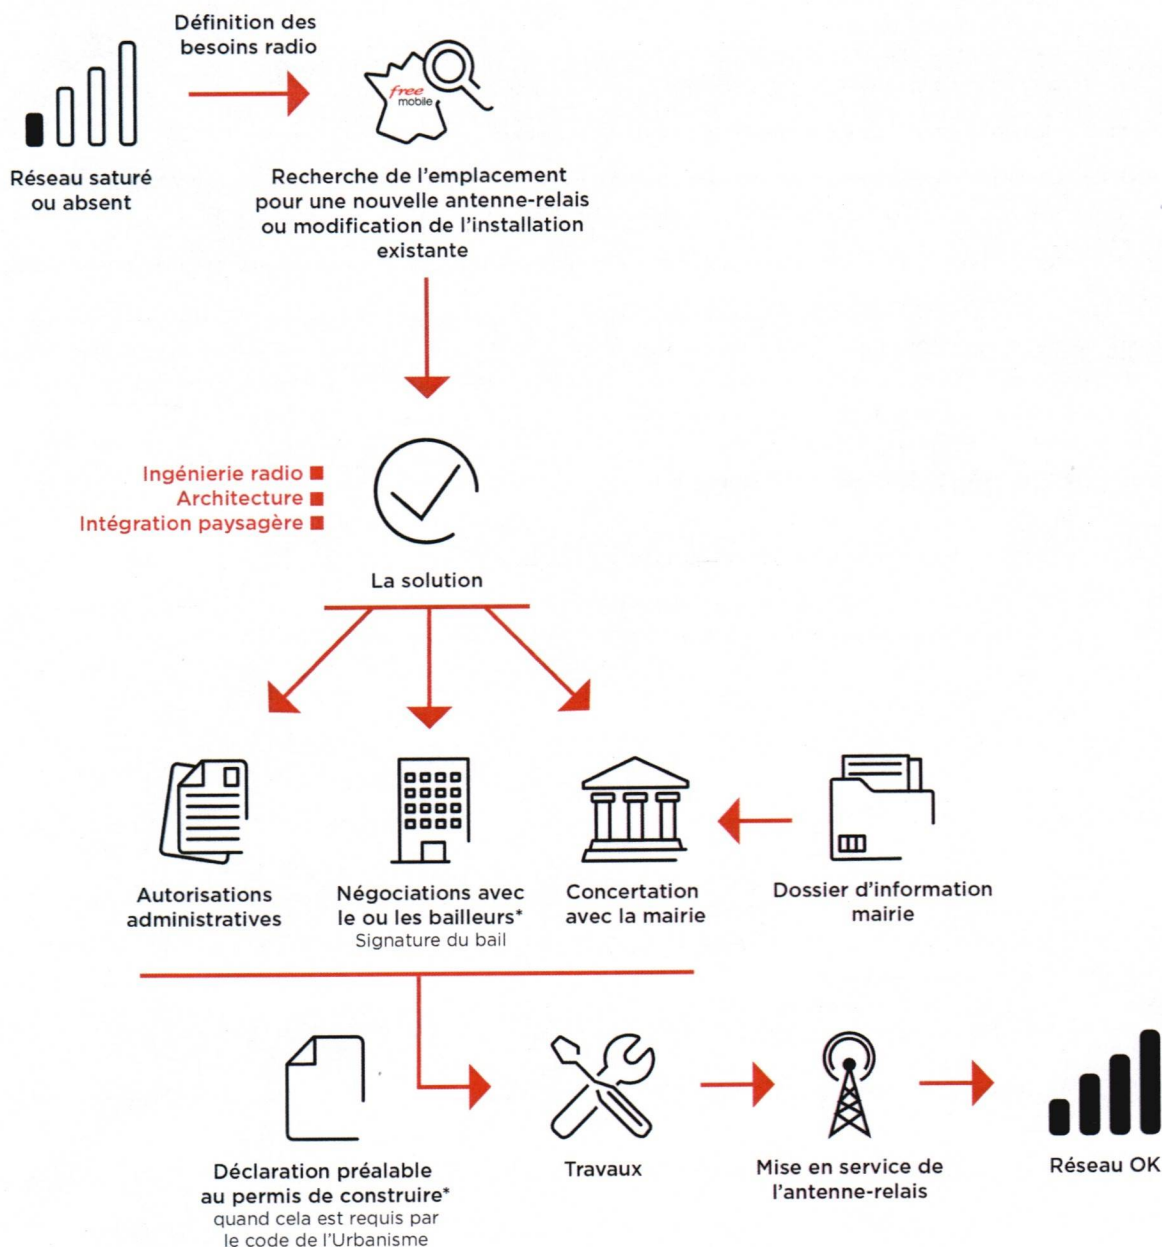 Définition des
besoins radio
free
mobile
Réseau saturé
ou absent
Recherche de l'emplacement
pour une nouvelle antenne-relais
ou modification de l'installation
existante
Ingénierie radio
Architecture
Intégration paysagère
La solution
Autorisations
administratives
Négociations avec
le ou les bailleurs*
Signature du bail
Concertation
avec la mairie
Dossier d'information
mairie
Déclaration préalable
au permis de construire*
quand cela est requis par
le code de l'Urbanisme
Travaux
Mise en service de
l'antenne-relais
Réseau OK